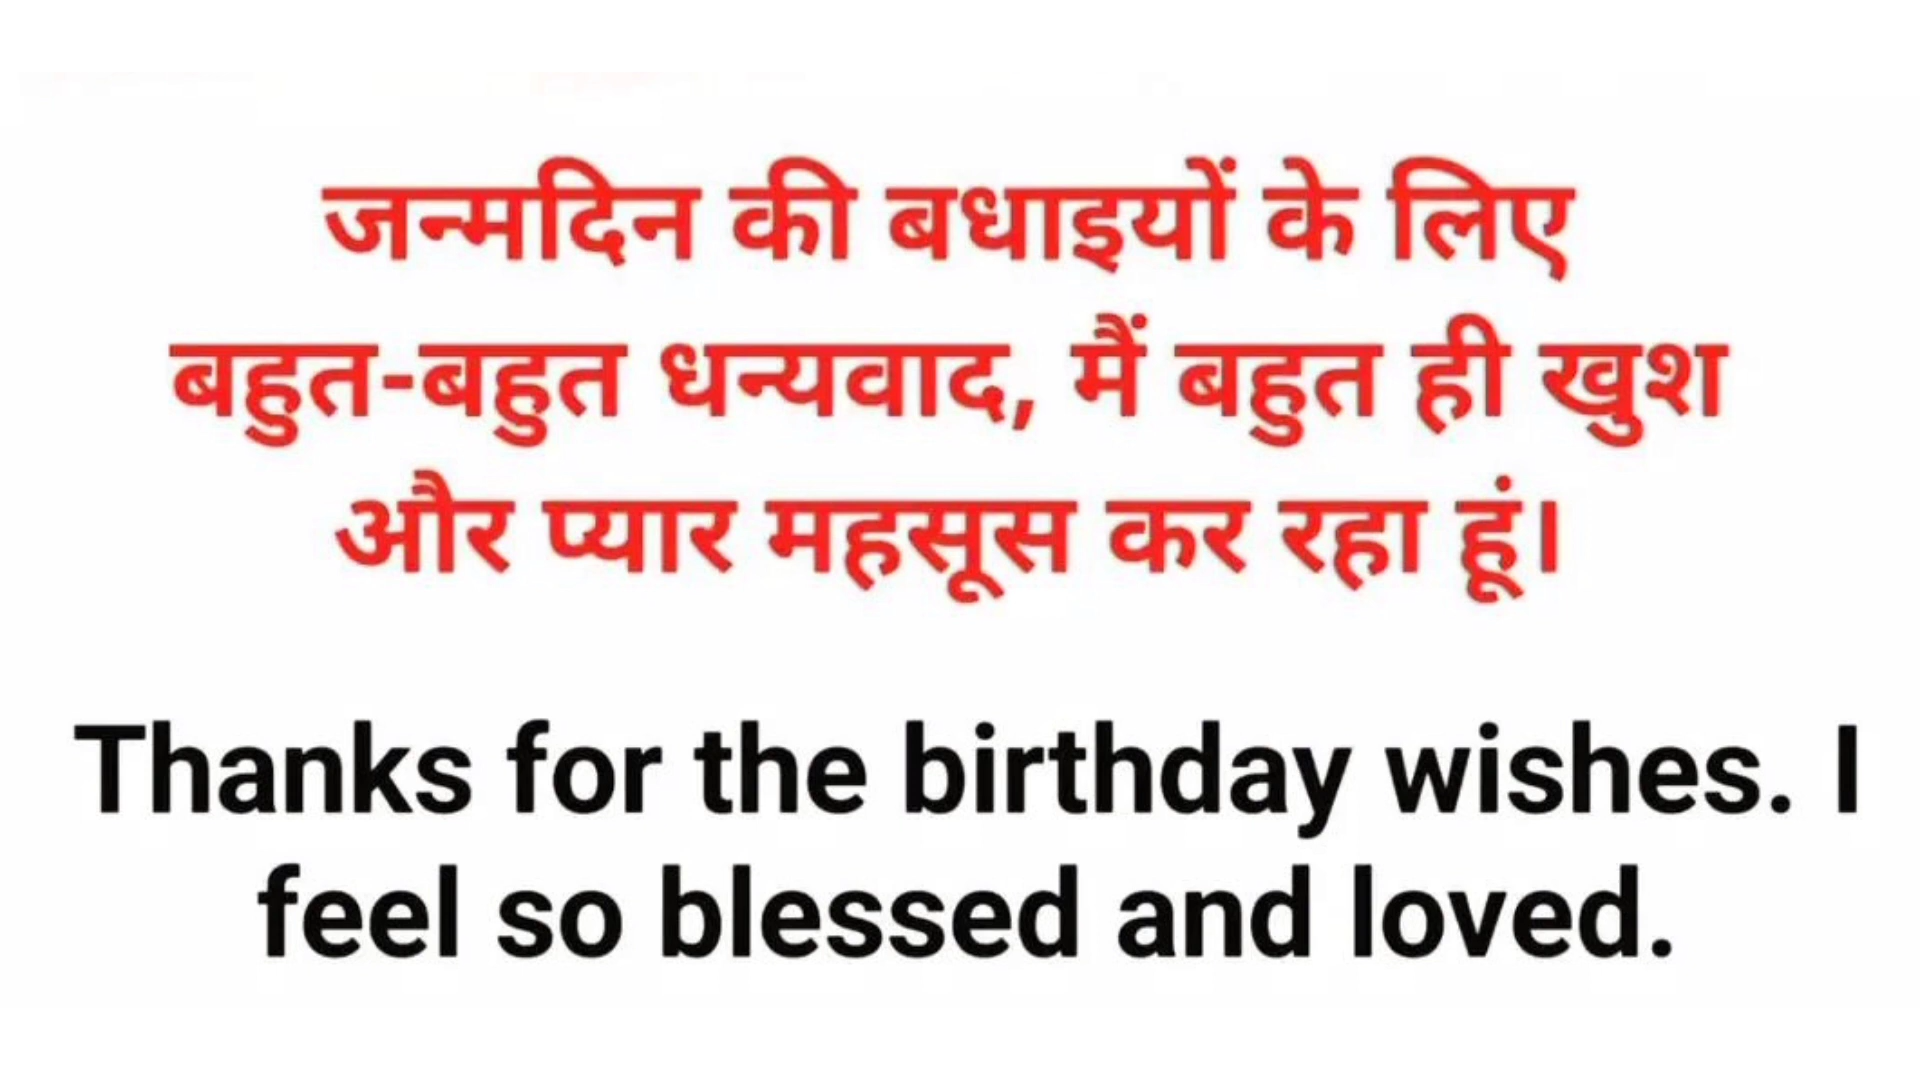 जन्मदिन की बधाइयों के लिए
बहुत-बहुत धन्यवाद, मैं बहुत ही खुश
और प्यार महसूस कर रहा हूं।
Thanks for the birthday wishes. I
feel so blessed and loved.